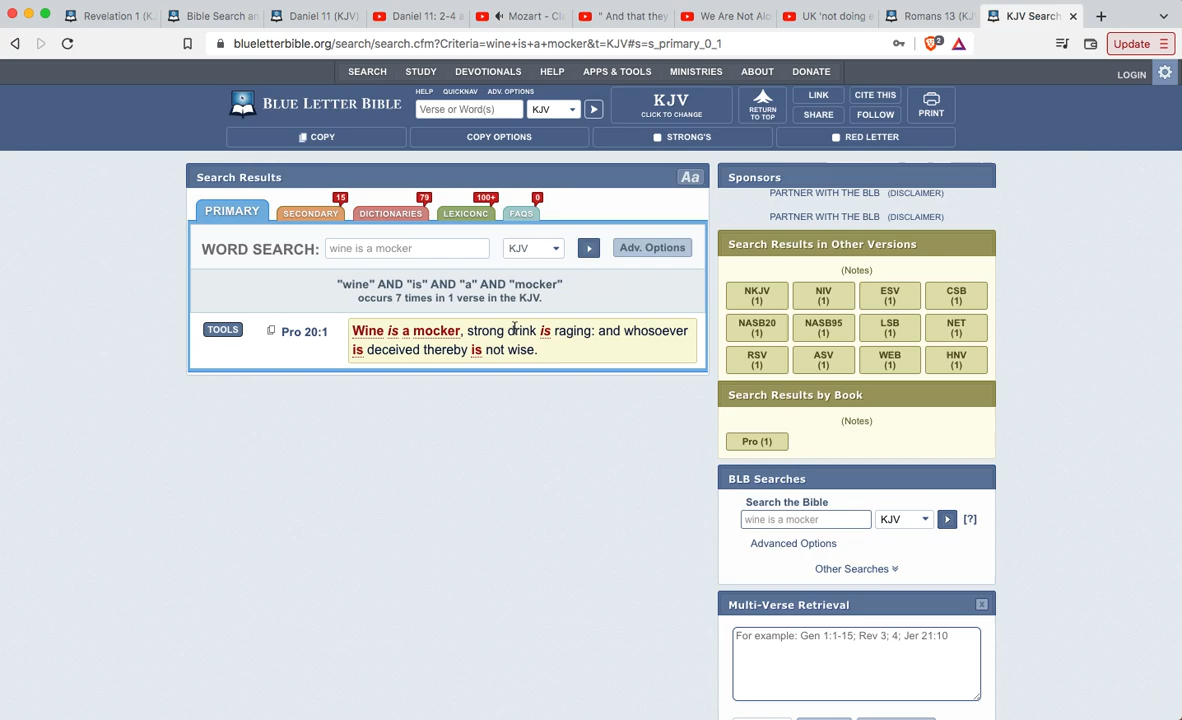 Revelation 1 (K
Bible Search an
Daniel 11 (KJV)
Daniel 11: 2-4 a
Mozart - Cl
" And that they
We Are Not Alo
UK 'not doing e
Romans 13 (KJV
KJV Search
blueletterbible.org/search/search.cfm?Criteria=wine+is+a+mocker&t=KJV#s=s_primary_0_1
2
Update
SEARCH STUDY DEVOTIONALS HELP APPS & TOOLS MINISTRIES ABOUT DONATE
LOGIN
BLUE LETTER BIBLE
HELP QUICKNAV ADV. OPTIONS
Verse or Word(s) KJV
KJV
CLICK TO CHANGE
RETURN
TO TOP
LINK CITE THIS
SHARE FOLLOW
PRINT
COPY COPY OPTIONS STRONG'S RED LETTER
Search Results
Aa
PRIMARY
SECONDARY 15
DICTIONARIES 79
LEXICONC 100+
FAQS 0
WORD SEARCH: wine is a mocker KJV Adv. Options
"wine" AND "is" AND "a" AND "mocker"
occurs 7 times in 1 verse in the KJV.
TOOLS Pro 20:1 Wine is a mocker, strong drink is raging: and whosoever
is deceived thereby is not wise.
Sponsors
PARTNER WITH THE BLB (DISCLAIMER)
PARTNER WITH THE BLB (DISCLAIMER)
Search Results in Other Versions
(Notes)
NKJV
(1)
NIV
(1)
ESV
(1)
CSB
(1)
NASB20
(1)
NASB95
(1)
LSB
(1)
NET
(1)
RSV
(1)
ASV
(1)
WEB
(1)
HNV
(1)
Search Results by Book
(Notes)
Pro (1)
BLB Searches
Search the Bible
wine is a mocker KJV [?]
Advanced Options
Other Searches
Multi-Verse Retrieval
x
For example: Gen 1:1-15; Rev 3; 4; Jer 21:10